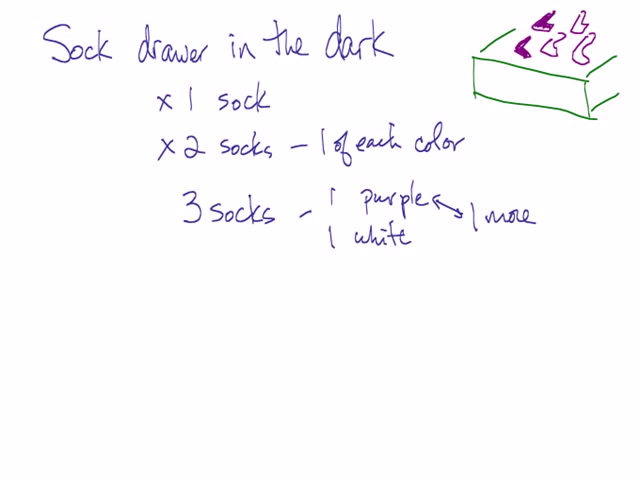 Sock drawer in the dark
x 1 sock
x 2 socks - 1 of each color
3 socks - 1 purple 1 more
1 white